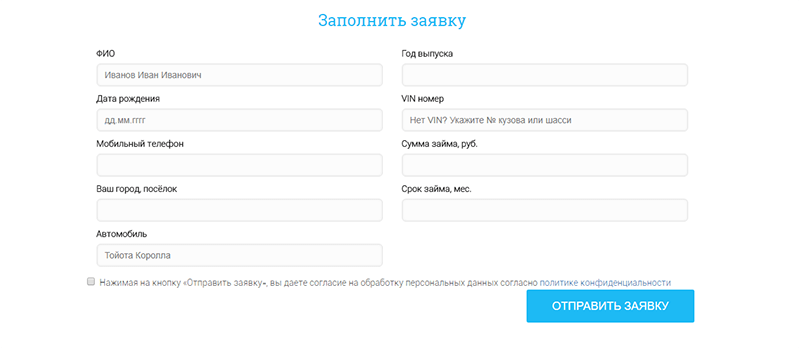 Заполнить заявку
ФИО
Иванов Иван Иванович
Дата рождения
дд.мм.гггг
Мобильный телефон
Ваш город, посёлок
Автомобиль
Тойота Королла
Год выпуска
VIN номер
Нет VIN? Укажите № кузова или шасси
Сумма займа, руб.
Срок займа, мес.
Нажимая на кнопку «Отправить заявку», вы даете согласие на обработку персональных данных согласно политике конфиденциальности
ОТПРАВИТЬ ЗАЯВКУ